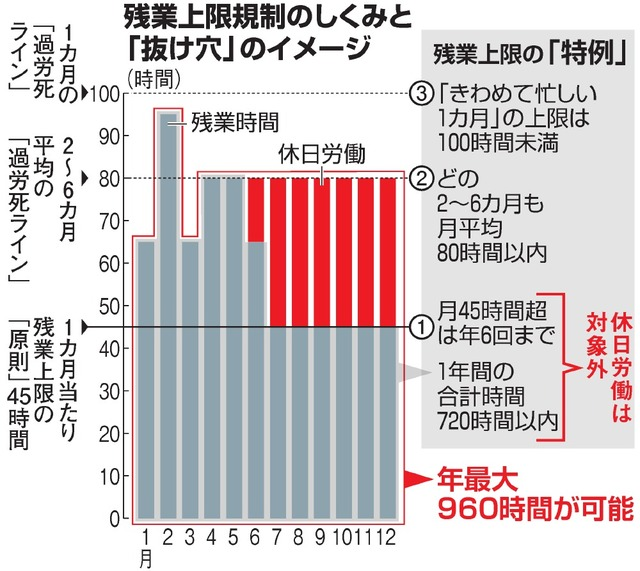 残業上限規制のしくみと
「抜け穴」のイメージ
1カ月の
「過労死
ライン」
2〜6カ月
平均の
「過労死ライン」
1カ月当たり
残業上限の
「原則」45時間
(時間)
100
90
80
70
60
50
40
30
20
10
0
残業時間
休日労働
1
月
2
3
4
5
6
7
8
9
10
11
12
残業上限の「特例」
③「きわめて忙しい
1カ月」の上限は
100時間未満
②どの
2〜6カ月も
月平均
80時間以内
①月45時間超
は年6回まで
1年間の
合計時間
720時間以内
休日労働は
対象外
年最大
960時間が可能